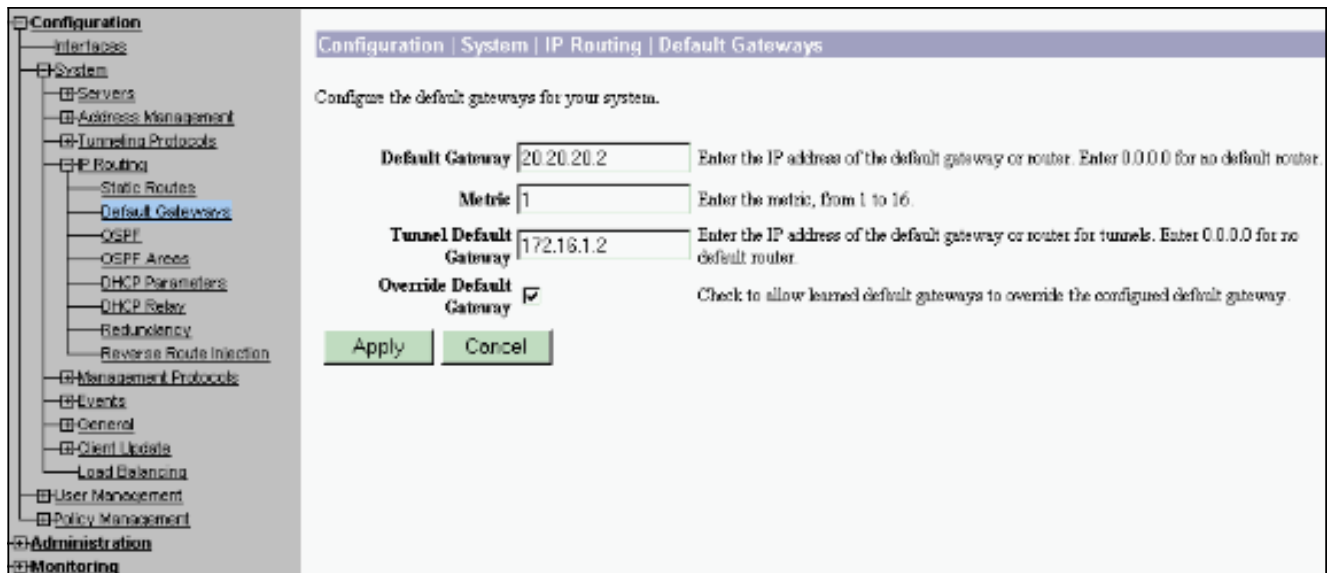 Configuration
Interfaces
System
Servers
Address Management
Tunneling Protocols
IP Routing
Static Routes
Default Gateways
OSPF
OSPF Areas
DHCP Parameters
DHCP Relay
Redundancy
Reverse Route Injection
Management Protocols
Events
General
Client Update
Load Balancing
User Management
Policy Management
Administration
Monitoring
Configuration | System | IP Routing | Default Gateways
Configure the default gateways for your system.
Default Gateway 20.20.20.2 Enter the IP address of the default gateway or router. Enter 0.0.0.0 for no default router.
Metric 1 Enter the metric, from 1 to 16.
Tunnel Default Gateway 172.16.1.2 Enter the IP address of the default gateway or router for tunnels. Enter 0.0.0.0 for no
default router.
Override Default Gateway Check to allow learned default gateways to override the configured default gateway.
Apply Cancel